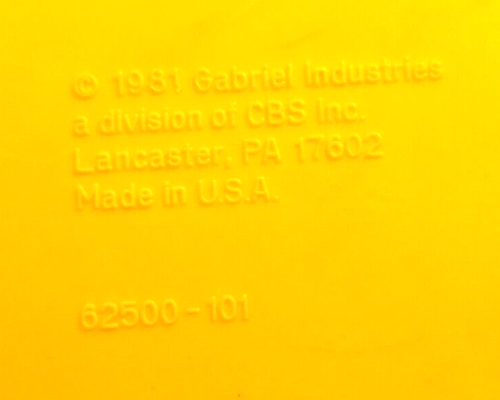 © 1981 Gabriel Industries
a division of CBS Inc.
Lancaster, PA 17602
Made in U.S.A.
62500-101